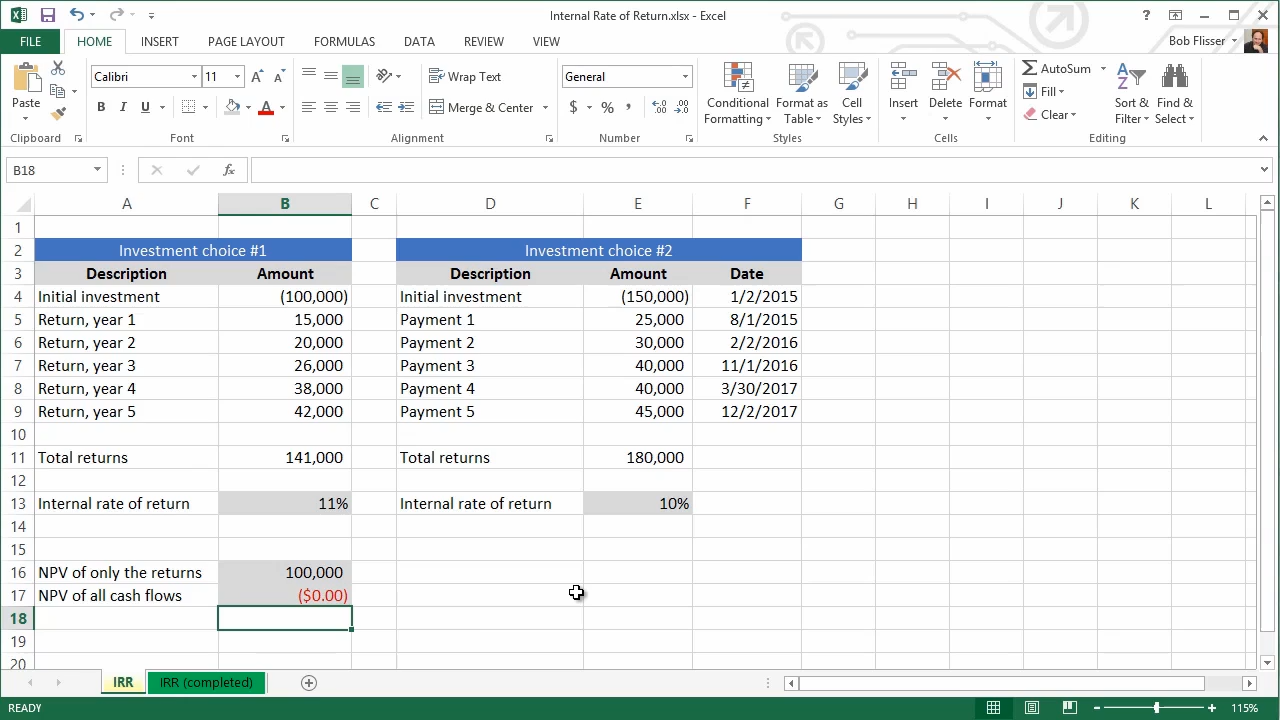 Internal Rate of Return.xlsx - Excel
FILE HOME INSERT PAGE LAYOUT FORMULAS DATA REVIEW VIEW Bob Flisser
Paste
Calibri 11
B I U A
Wrap Text
Merge & Center
General
$ % ,
Conditional Formatting
Format as Table
Cell Styles
Insert Delete Format
AutoSum
Fill
Clear
Sort & Filter
Find & Select
Clipboard Font Alignment Number Styles Cells Editing
B18 fx
A B C D E F G H I J K L
1
2 Investment choice #1 Investment choice #2
3 Description Amount Description Amount Date
4 Initial investment (100,000) Initial investment (150,000) 1/2/2015
5 Return, year 1 15,000 Payment 1 25,000 8/1/2015
6 Return, year 2 20,000 Payment 2 30,000 2/2/2016
7 Return, year 3 26,000 Payment 3 40,000 11/1/2016
8 Return, year 4 38,000 Payment 4 40,000 3/30/2017
9 Return, year 5 42,000 Payment 5 45,000 12/2/2017
10
11 Total returns 141,000 Total returns 180,000
12
13 Internal rate of return 11% Internal rate of return 10%
14
15
16 NPV of only the returns 100,000
17 NPV of all cash flows ($0.00)
18
19
20
IRR IRR (completed)
READY 115%